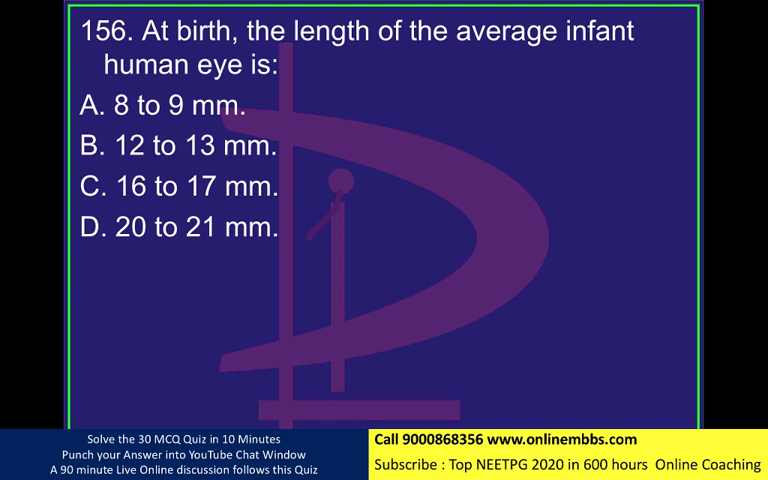 156. At birth, the length of the average infant
human eye is:
A. 8 to 9 mm.
B. 12 to 13 mm.
C. 16 to 17 mm.
D. 20 to 21 mm.
Solve the 30 MCQ Quiz in 10 Minutes
Punch your Answer into YouTube Chat Window
A 90 minute Live Online discussion follows this Quiz
Call 9000868356 www.onlinembbs.com
Subscribe : Top NEETPG 2020 in 600 hours Online Coaching